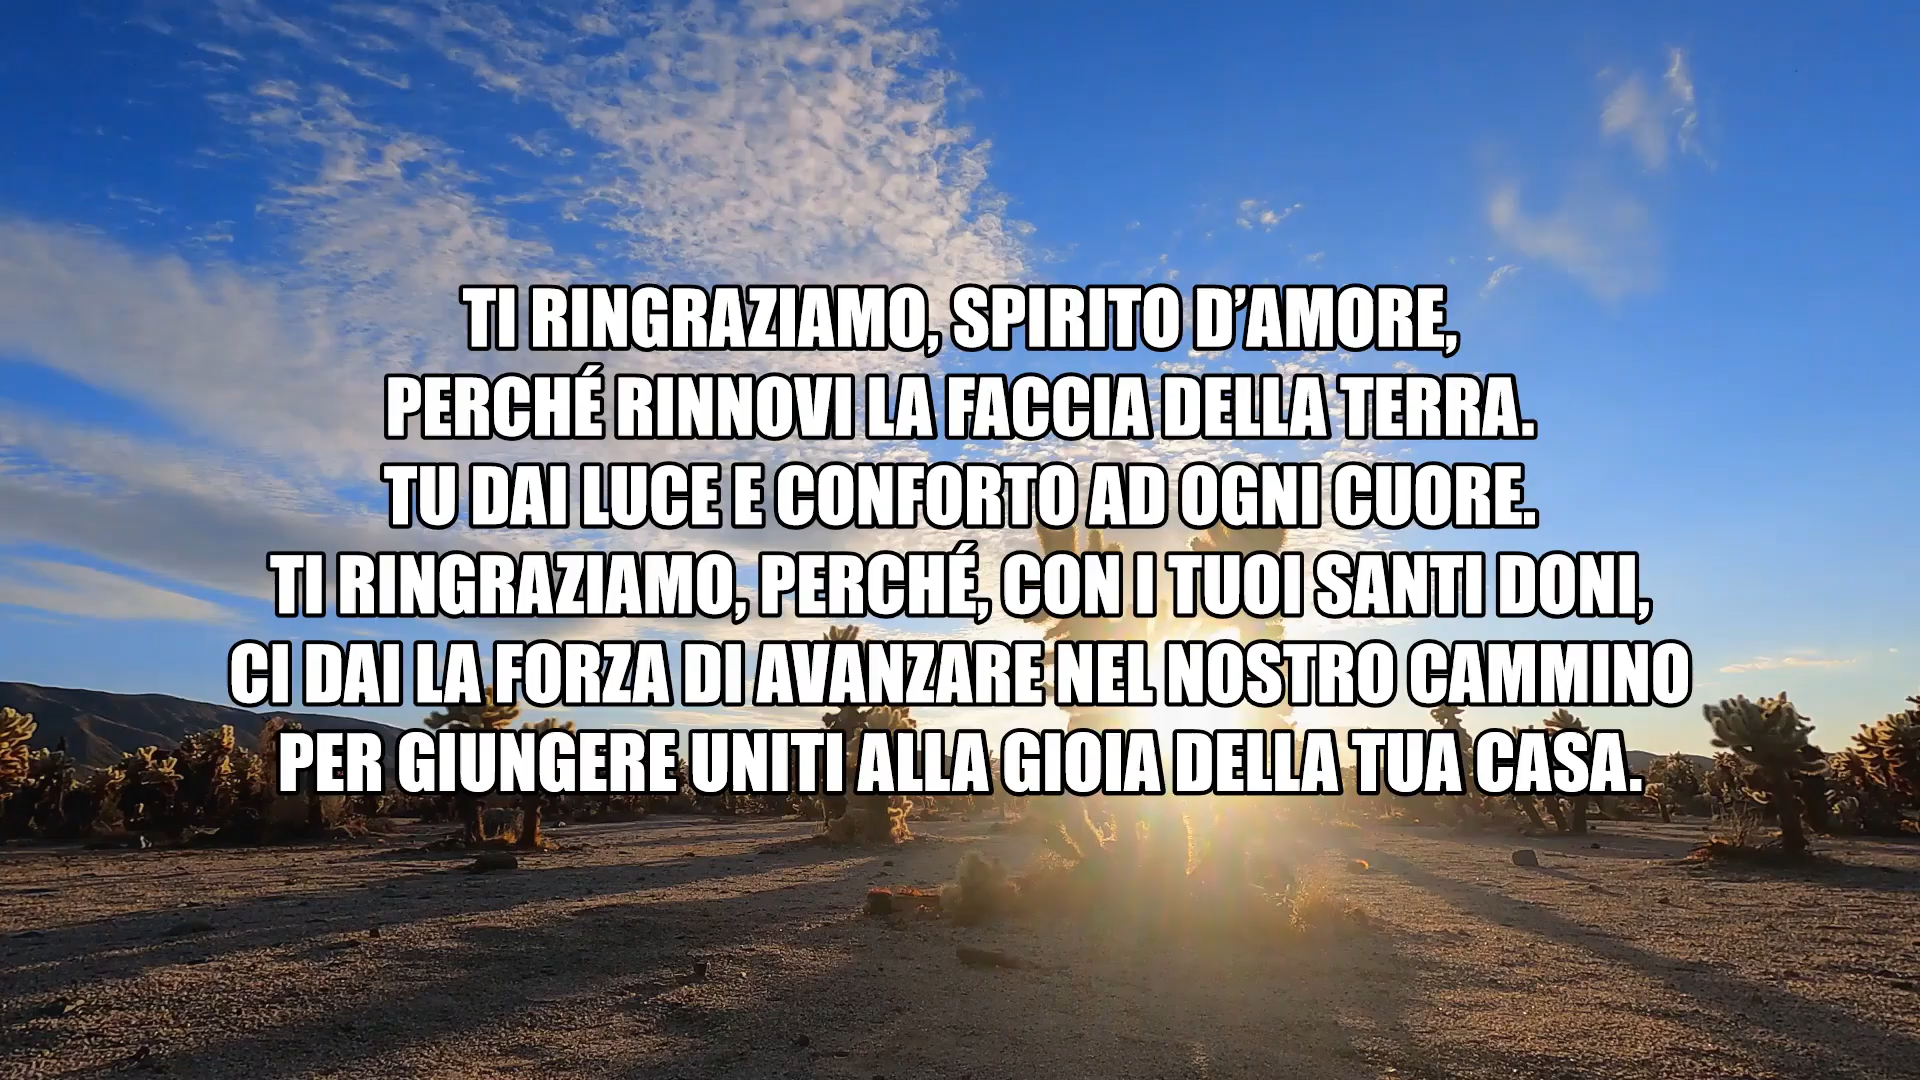 TI RINGRAZIAMO, SPIRITO D’AMORE,
PERCHÉ RINNOVI LA FACCIA DELLA TERRA.
TU DAI LUCE E CONFORTO AD OGNI CUORE.
TI RINGRAZIAMO, PERCHÉ, CON I TUOI SANTI DONI,
CI DAI LA FORZA DI AVANZARE NEL NOSTRO CAMMINO
PER GIUNGERE UNITI ALLA GIOIA DELLA TUA CASA.